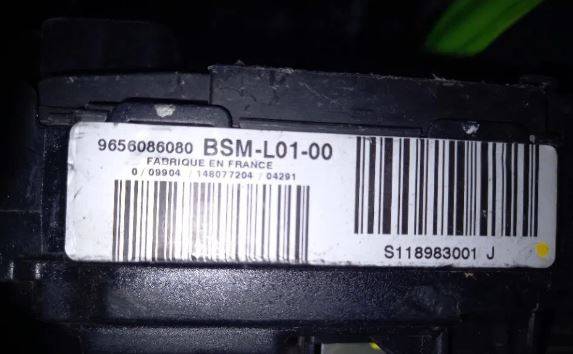 9656086080 BSM-L01-00
FABRIQUE EN FRANCE
0 / 09904 / 148077204 / 04291
S118983001 J